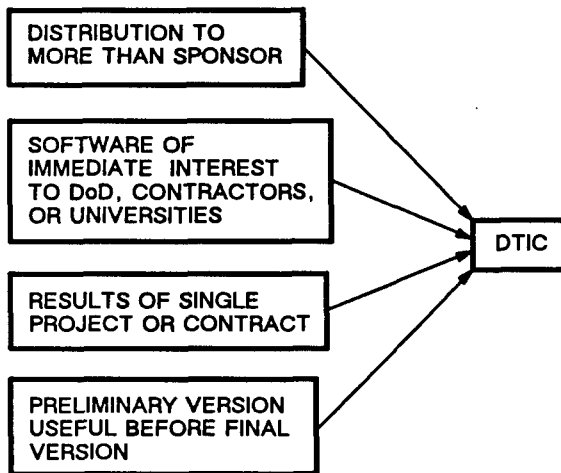 DISTRIBUTION TO
MORE THAN SPONSOR
SOFTWARE OF
IMMEDIATE INTEREST
TO DoD, CONTRACTORS,
OR UNIVERSITIES
DTIC
RESULTS OF SINGLE
PROJECT OR CONTRACT
PRELIMINARY VERSION
USEFUL BEFORE FINAL
VERSION